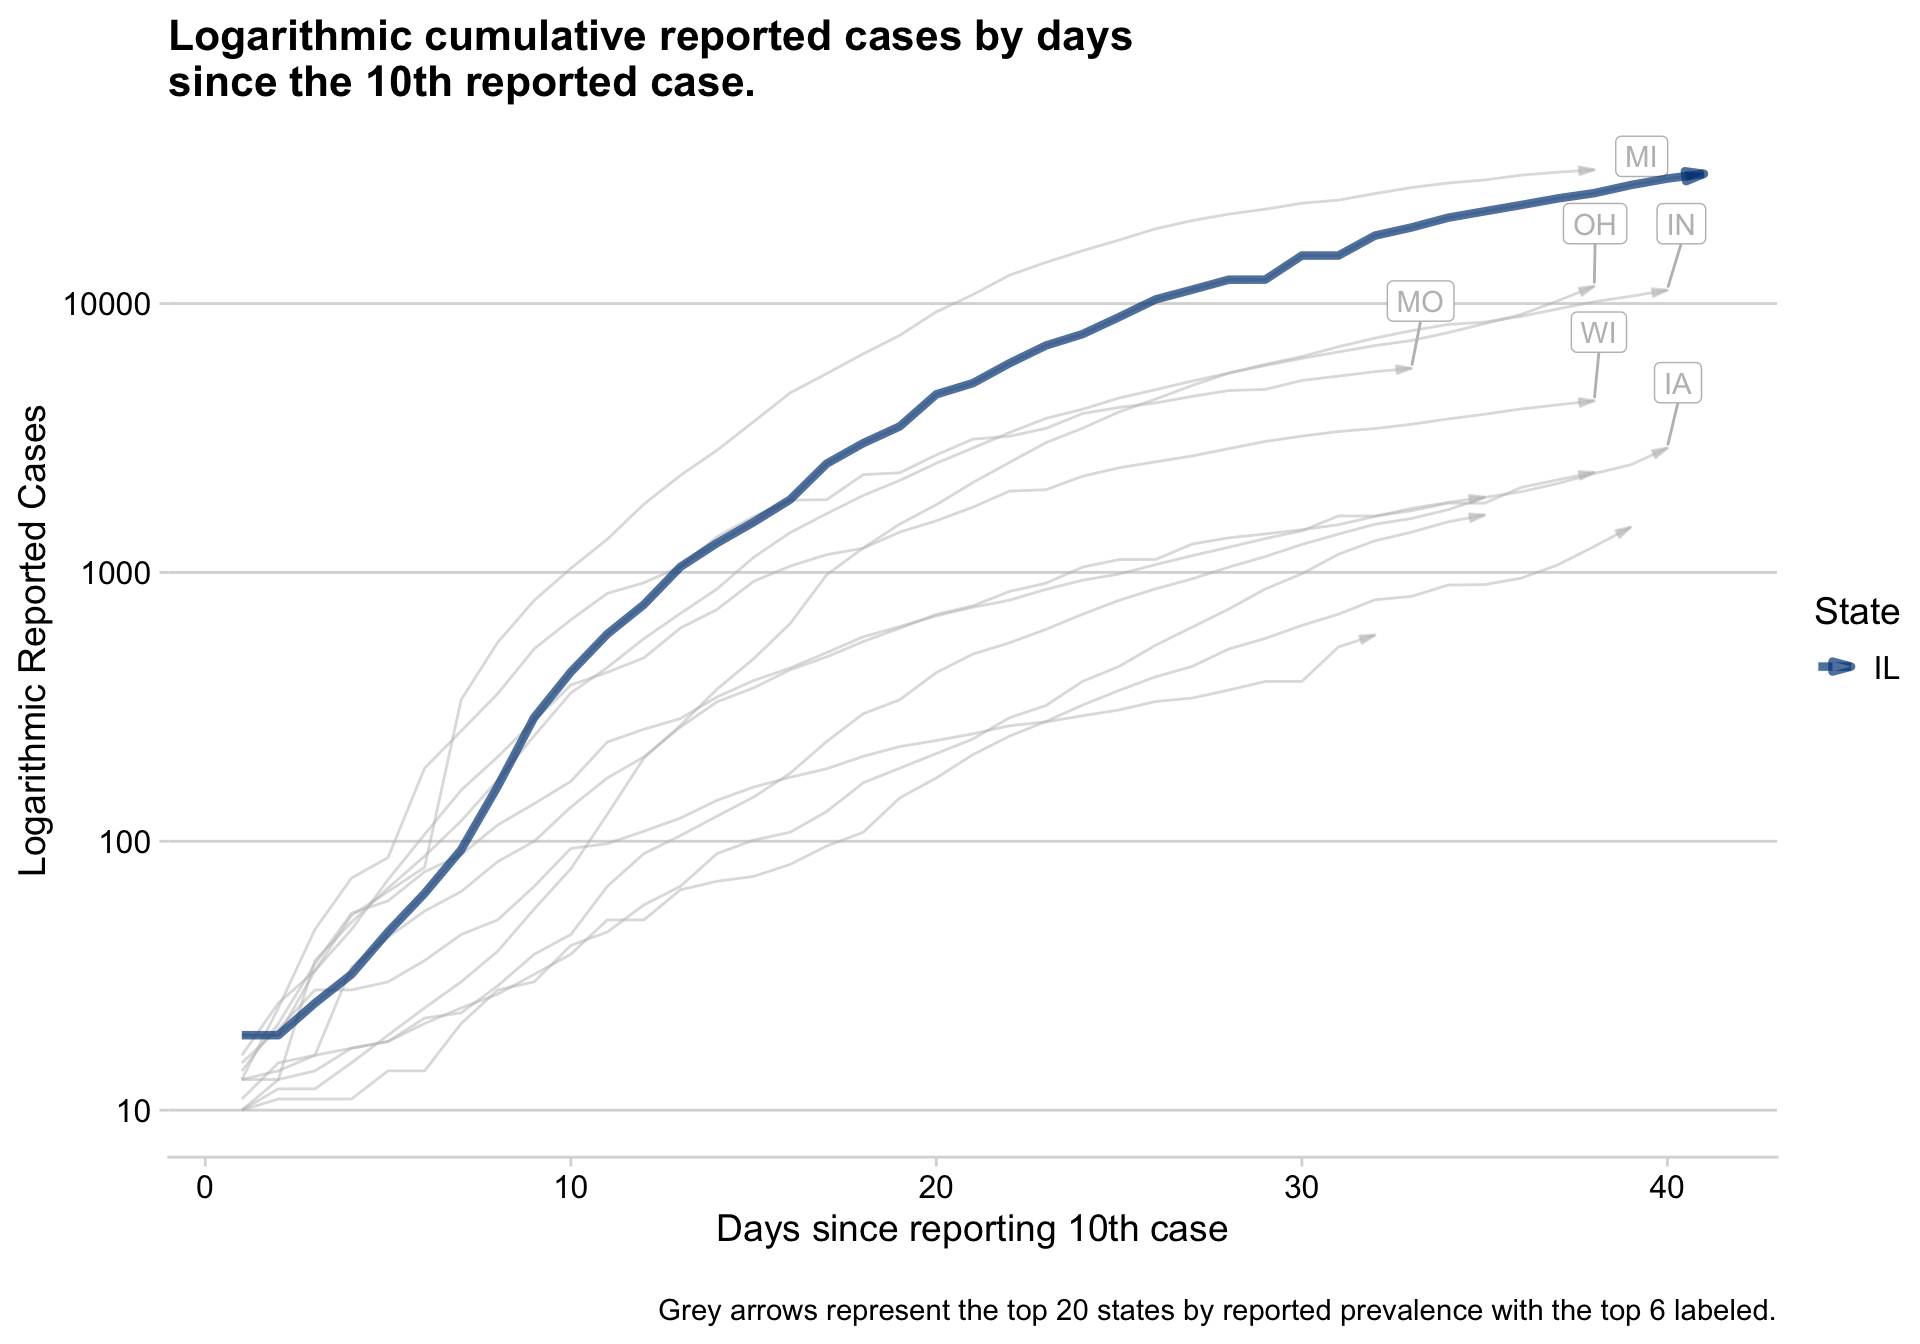 Logarithmic cumulative reported cases by days
since the 10th reported case.
MI
OH
IN
10000
MO
WI
IA
1000
100
10
Logarithmic Reported Cases
State
IL
0
10
20
30
40
Days since reporting 10th case
Grey arrows represent the top 20 states by reported prevalence with the top 6 labeled.